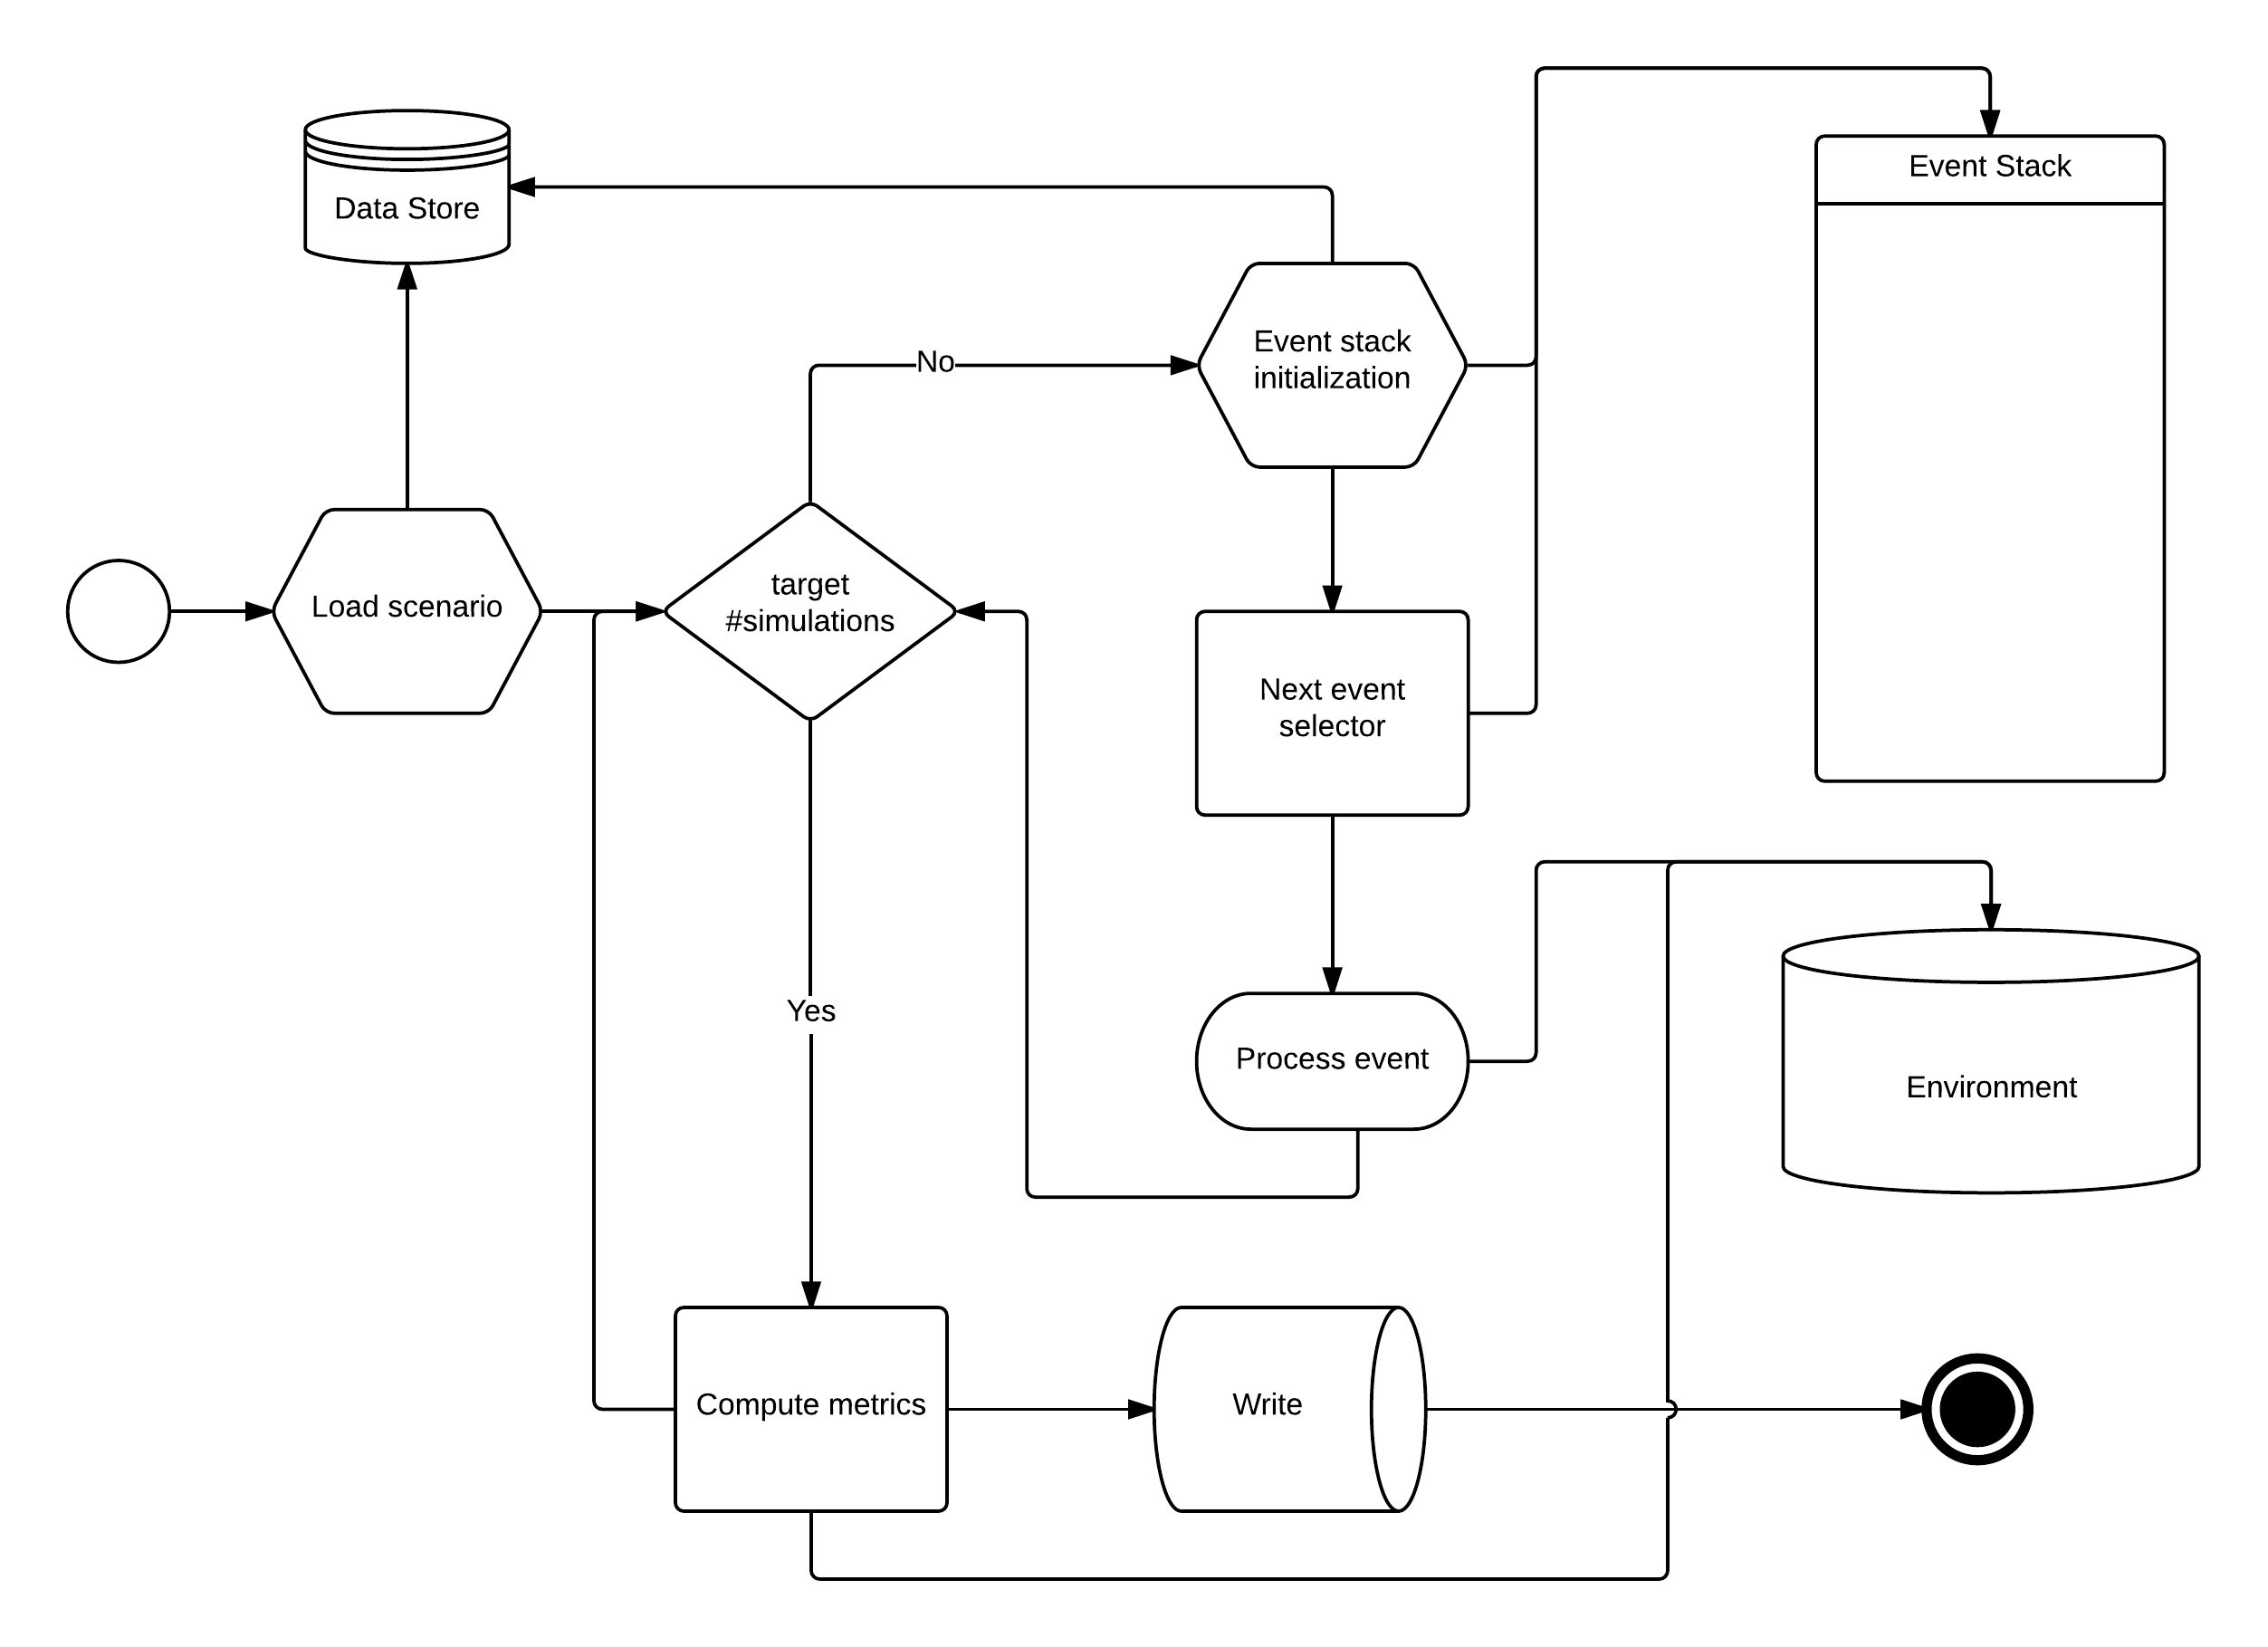 Data Store
Event Stack
No
Event stack
initialization
Load scenario
target
#simulations
Next event
selector
Yes
Process event
Environment
Compute metrics
Write